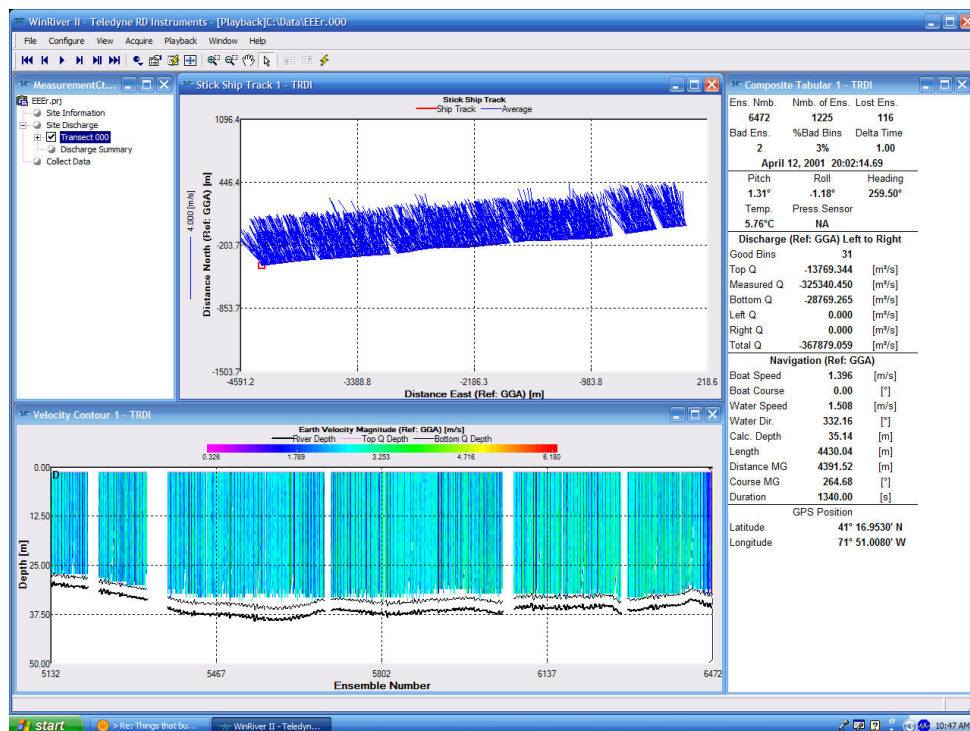 WinRiver II - Teledyne RD Instruments - [Playback]C:\Data\EEEr.000
File Configure View Acquire Playback Window Help
MeasurementCt...
EEEr.prj
Site Information
Site Discharge
Transect 000
Discharge Summary
Collect Data
Stick Ship Track 1 - TRDI
Stick Ship Track
Ship Track Average
1096.4
446.4
-203.7
-853.7
-1503.7
4.000 [m/s]
Distance North (Ref: GGA) [m]
-4591.2 -3388.8 -2186.3 -983.8 218.6
Distance East (Ref: GGA) [m]
Velocity Contour 1 - TRDI
Earth Velocity Magnitude (Ref: GGA) [m/s]
River Depth Top Q Depth Bottom Q Depth
0.326 1.789 3.253 4.716 6.180
0.00
12.50
25.00
37.50
50.00
Depth [m]
D
5132 5467 5802 6137 6472
Ensemble Number
Composite Tabular 1 - TRDI
Ens. Nmb. Nmb. of Ens. Lost Ens.
6472 1225 116
Bad Ens. %Bad Bins Delta Time
2 3% 1.00
April 12, 2001 20:02:14.69
Pitch Roll Heading
1.31° -1.18° 259.50°
Temp. Press.Sensor
5.76°C NA
Discharge (Ref: GGA) Left to Right
Good Bins 31
Top Q -13769.344 [m³/s]
Measured Q -325340.450 [m³/s]
Bottom Q -28769.265 [m³/s]
Left Q 0.000 [m³/s]
Right Q 0.000 [m³/s]
Total Q -367879.059 [m³/s]
Navigation (Ref: GGA)
Boat Speed 1.396 [m/s]
Boat Course 0.00 [°]
Water Speed 1.508 [m/s]
Water Dir. 332.16 [°]
Calc. Depth 35.14 [m]
Length 4430.04 [m]
Distance MG 4391.52 [m]
Course MG 264.68 [°]
Duration 1340.00 [s]
GPS Position
Latitude 41° 16.9530' N
Longitude 71° 51.0080' W
start
> Re: Things that bu...
WinRiver II - Teledyn...
10:47 AM